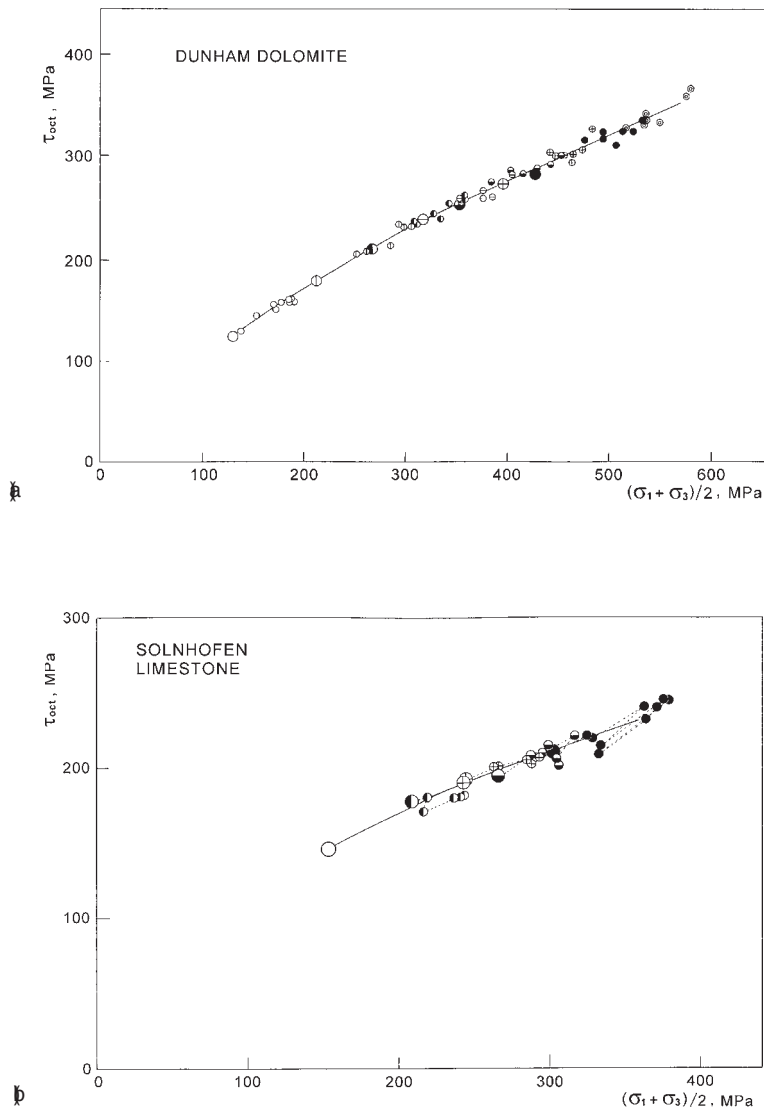 τoct , MPa
400
300
200
100
0
DUNHAM DOLOMITE
0 100 200 300 400 500 600
(σ1 + σ3)/2 , MPa
a
τoct , MPa
300
200
100
0
SOLNHOFEN
LIMESTONE
0 200 300 400
(σ1 + σ3)/2 , MPa
b